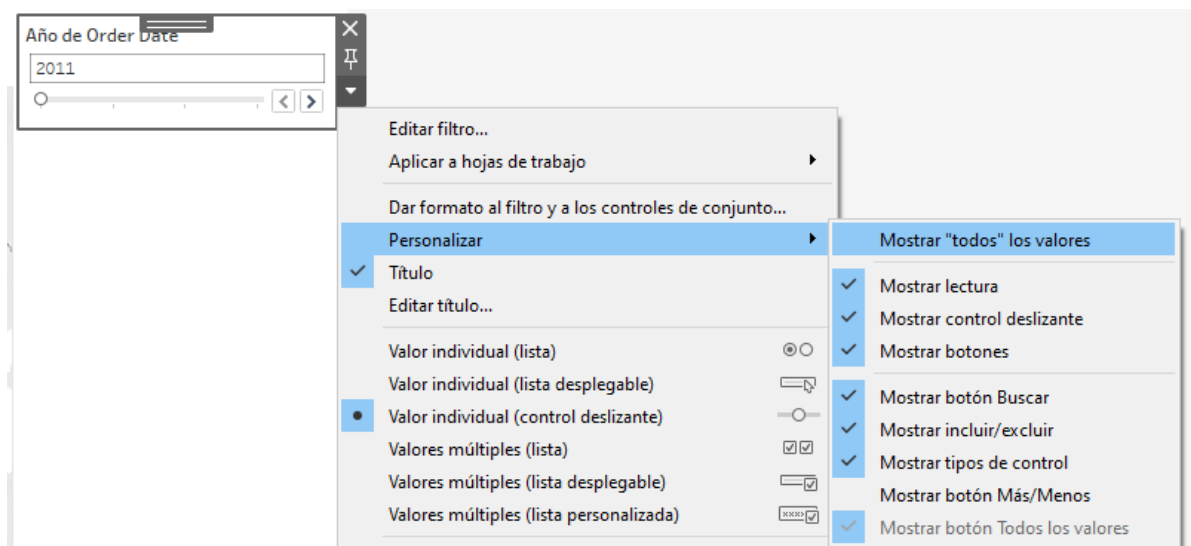 Año de Order Date
2011
Editar filtro...
Aplicar a hojas de trabajo
Dar formato al filtro y a los controles de conjunto...
Personalizar
Título
Editar título...
Valor individual (lista)
Valor individual (lista desplegable)
Valor individual (control deslizante)
Valores múltiples (lista)
Valores múltiples (lista desplegable)
Valores múltiples (lista personalizada)
Mostrar "todos" los valores
Mostrar lectura
Mostrar control deslizante
Mostrar botones
Mostrar botón Buscar
Mostrar incluir/excluir
Mostrar tipos de control
Mostrar botón Más/Menos
Mostrar botón Todos los valores